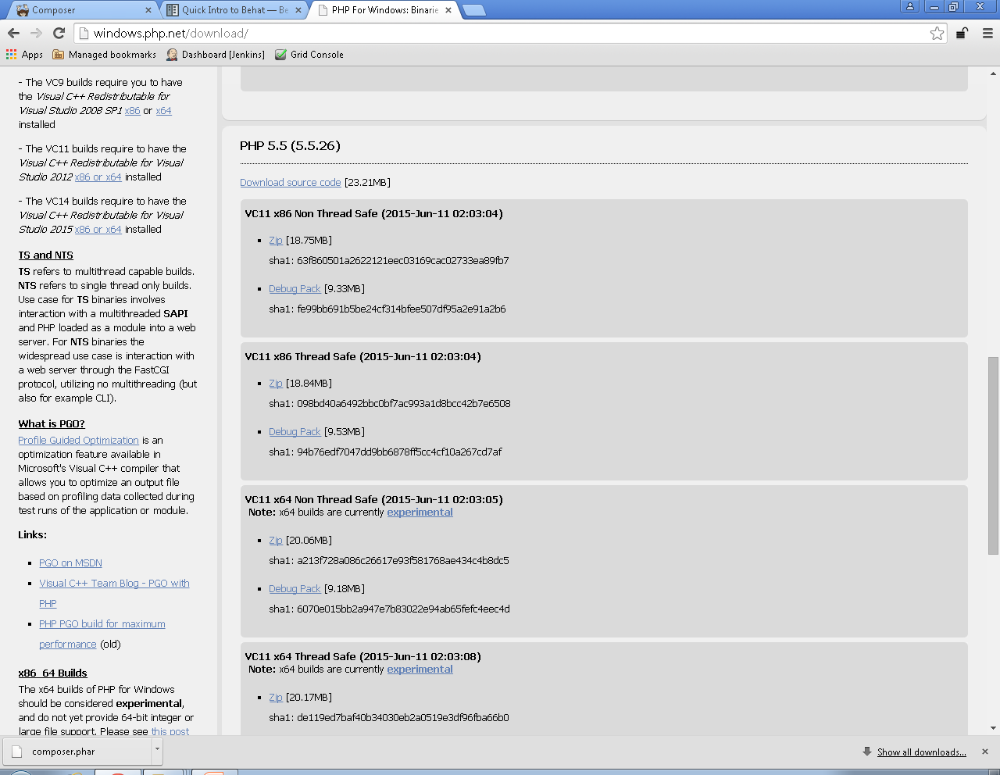 Composer
Quick Intro to Behat — Be
PHP For Windows: Binarie
windows.php.net/download/
Apps
Managed bookmarks
Dashboard [Jenkins]
Grid Console
- The VC9 builds require you to have
the Visual C++ Redistributable for
Visual Studio 2008 SP1 x86 or x64
installed
- The VC11 builds require to have the
Visual C++ Redistributable for Visual
Studio 2012 x86 or x64 installed
- The VC14 builds require to have the
Visual C++ Redistributable for Visual
Studio 2015 x86 or x64 installed
TS and NTS
TS refers to multithread capable builds.
NTS refers to single thread only builds.
Use case for TS binaries involves
interaction with a multithreaded SAPI
and PHP loaded as a module into a web
server. For NTS binaries the
widespread use case is interaction with
a web server through the FastCGI
protocol, utilizing no multithreading (but
also for example CLI).
What is PGO?
Profile Guided Optimization is an
optimization feature available in
Microsoft's Visual C++ compiler that
allows you to optimize an output file
based on profiling data collected during
test runs of the application or module.
Links:
PGO on MSDN
Visual C++ Team Blog - PGO with
PHP
PHP PGO build for maximum
performance (old)
x86_64 Builds
The x64 builds of PHP for Windows
should be considered experimental,
and do not yet provide 64-bit integer or
large file support. Please see this post
PHP 5.5 (5.5.26)
Download source code [23.21MB]
VC11 x86 Non Thread Safe (2015-Jun-11 02:03:04)
Zip [18.75MB]
sha1: 63f860501a2622121eec03169cac02733ea89fb7
Debug Pack [9.33MB]
sha1: fe99bb691b5be24cf314bfee507df95a2e91a2b6
VC11 x86 Thread Safe (2015-Jun-11 02:03:04)
Zip [18.84MB]
sha1: 098bd40a6492bbc0bf7ac993a1d8bcc42b7e6508
Debug Pack [9.53MB]
sha1: 94b76edf7047dd9bb6878ff5cc4cf10a267cd7af
VC11 x64 Non Thread Safe (2015-Jun-11 02:03:05)
Note: x64 builds are currently experimental
Zip [20.06MB]
sha1: a213f728a086c26617e93f581768ae434c4b8dc5
Debug Pack [9.18MB]
sha1: 6070e015bb2a947e7b83022e94ab65fefc4eec4d
VC11 x64 Thread Safe (2015-Jun-11 02:03:08)
Note: x64 builds are currently experimental
Zip [20.17MB]
sha1: de119ed7baf40b34030eb2a0519e3df96fba66b0
composer.phar
Show all downloads...